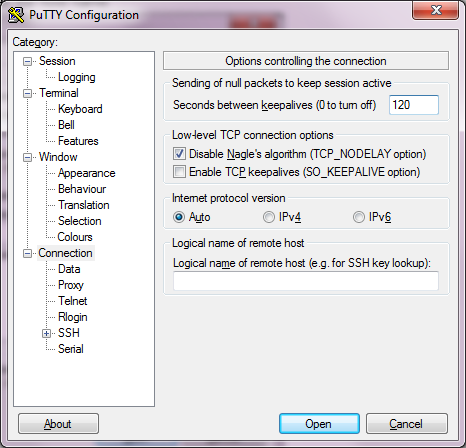 PuTTY Configuration
Category:
Session
Logging
Terminal
Keyboard
Bell
Features
Window
Appearance
Behaviour
Translation
Selection
Colours
Connection
Data
Proxy
Telnet
Rlogin
SSH
Serial
Options controlling the connection
Sending of null packets to keep session active
Seconds between keepalives (0 to turn off) 120
Low-level TCP connection options
Disable Nagle's algorithm (TCP_NODELAY option)
Enable TCP keepalives (SO_KEEPALIVE option)
Internet protocol version
Auto IPv4 IPv6
Logical name of remote host
Logical name of remote host (e.g. for SSH key lookup):
About Open Cancel